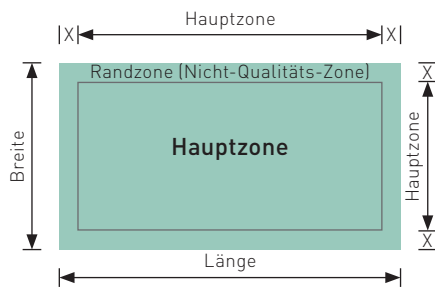 Hauptzone
X
X
Randzone (Nicht-Qualitäts-Zone)
X
Breite
Hauptzone
Hauptzone
X
Länge